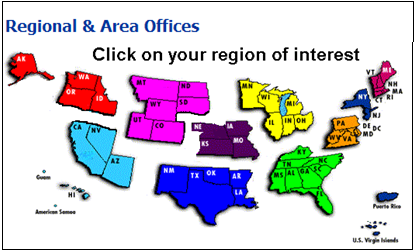 Regional & Area Offices
Click on your region of interest
AK
WA
OR
ID
MT
ND
WY
SD
UT
CO
MN
WI
MI
IL
IN
OH
VT
ME
NH
MA
CT
RI
NY
NJ
PA
DE
DC
MD
WV
VA
CA
NV
AZ
NE
IA
KS
MO
KY
TN
NC
MS
AL
GA
SC
FL
NM
TX
OK
AR
LA
Guam
HI
American Samoa
Puerto Rico
U.S. Virgin Islands